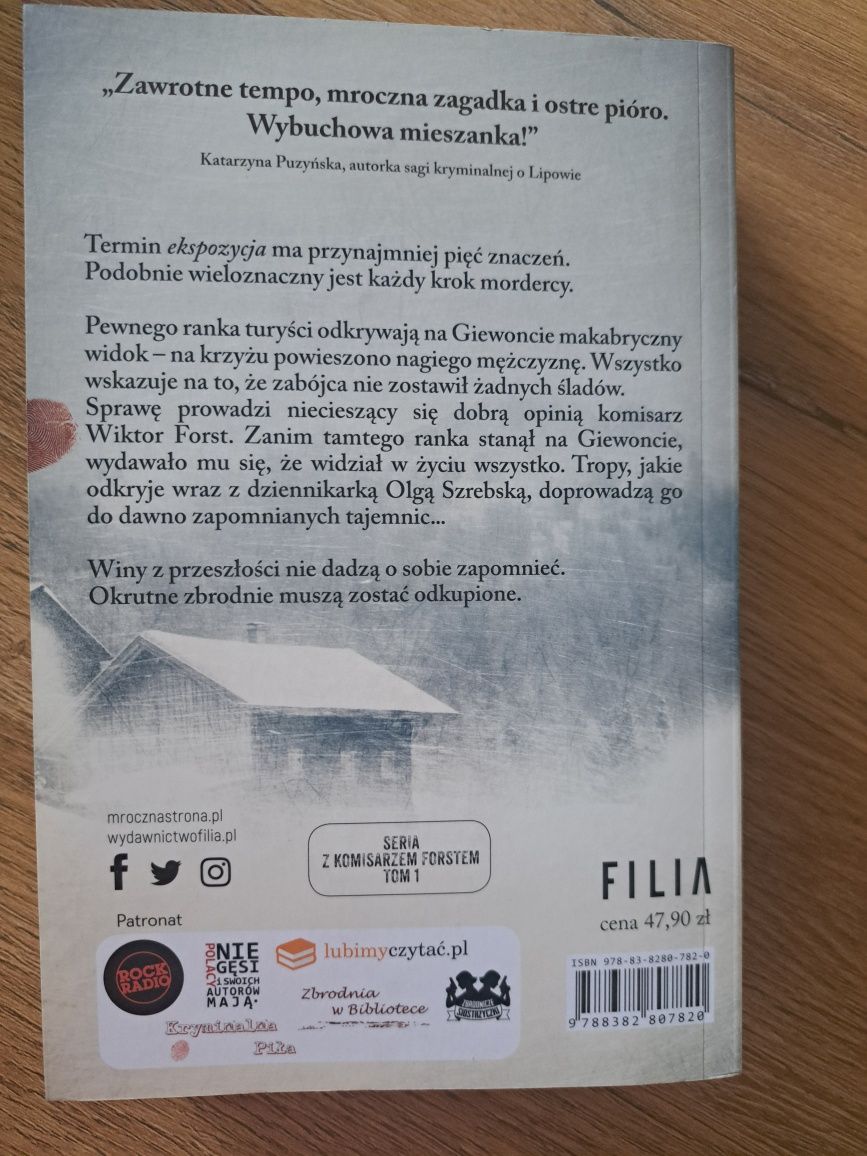 „Zawrotne tempo, mroczna zagadka i ostre pióro.
Wybuchowa mieszanka!”
Katarzyna Puzyńska, autorka sagi kryminalnej o Lipowie
Termin ekspozycja ma przynajmniej pięć znaczeń.
Podobnie wieloznaczny jest każdy krok mordercy.
Pewnego ranka turyści odkrywają na Giewoncie makabryczny
widok – na krzyżu powieszono nagiego mężczyznę. Wszystko
wskazuje na to, że zabójca nie zostawił żadnych śladów.
Sprawę prowadzi niecieszący się dobrą opinią komisarz
Wiktor Forst. Zanim tamtego ranka stanął na Giewoncie,
wydawało mu się, że widział w życiu wszystko. Tropy, jakie
odkryje wraz z dziennikarką Olgą Szrebską, doprowadzą go
do dawno zapomnianych tajemnic...
Winy z przeszłości nie dadzą o sobie zapomnieć.
Okrutne zbrodnie muszą zostać odkupione.
mrocznastrona.pl
wydawnictwofilia.pl
SERIA
Z KOMISARZEM FORSTEM
TOM 1
FILIA
cena 47,90 zł
Patronat
ROCK
RADIO
POLACY
NIE
GĘSI
I SWOICH
AUTORÓW
MAJĄ.
lubimyczytać.pl
Zbrodnia
w Bibliotece
ZBRODNICZE
SIOSTRZYCZKI
Kryminalna
Piła
ISBN 978-83-8280-782-0
9 788382 807820